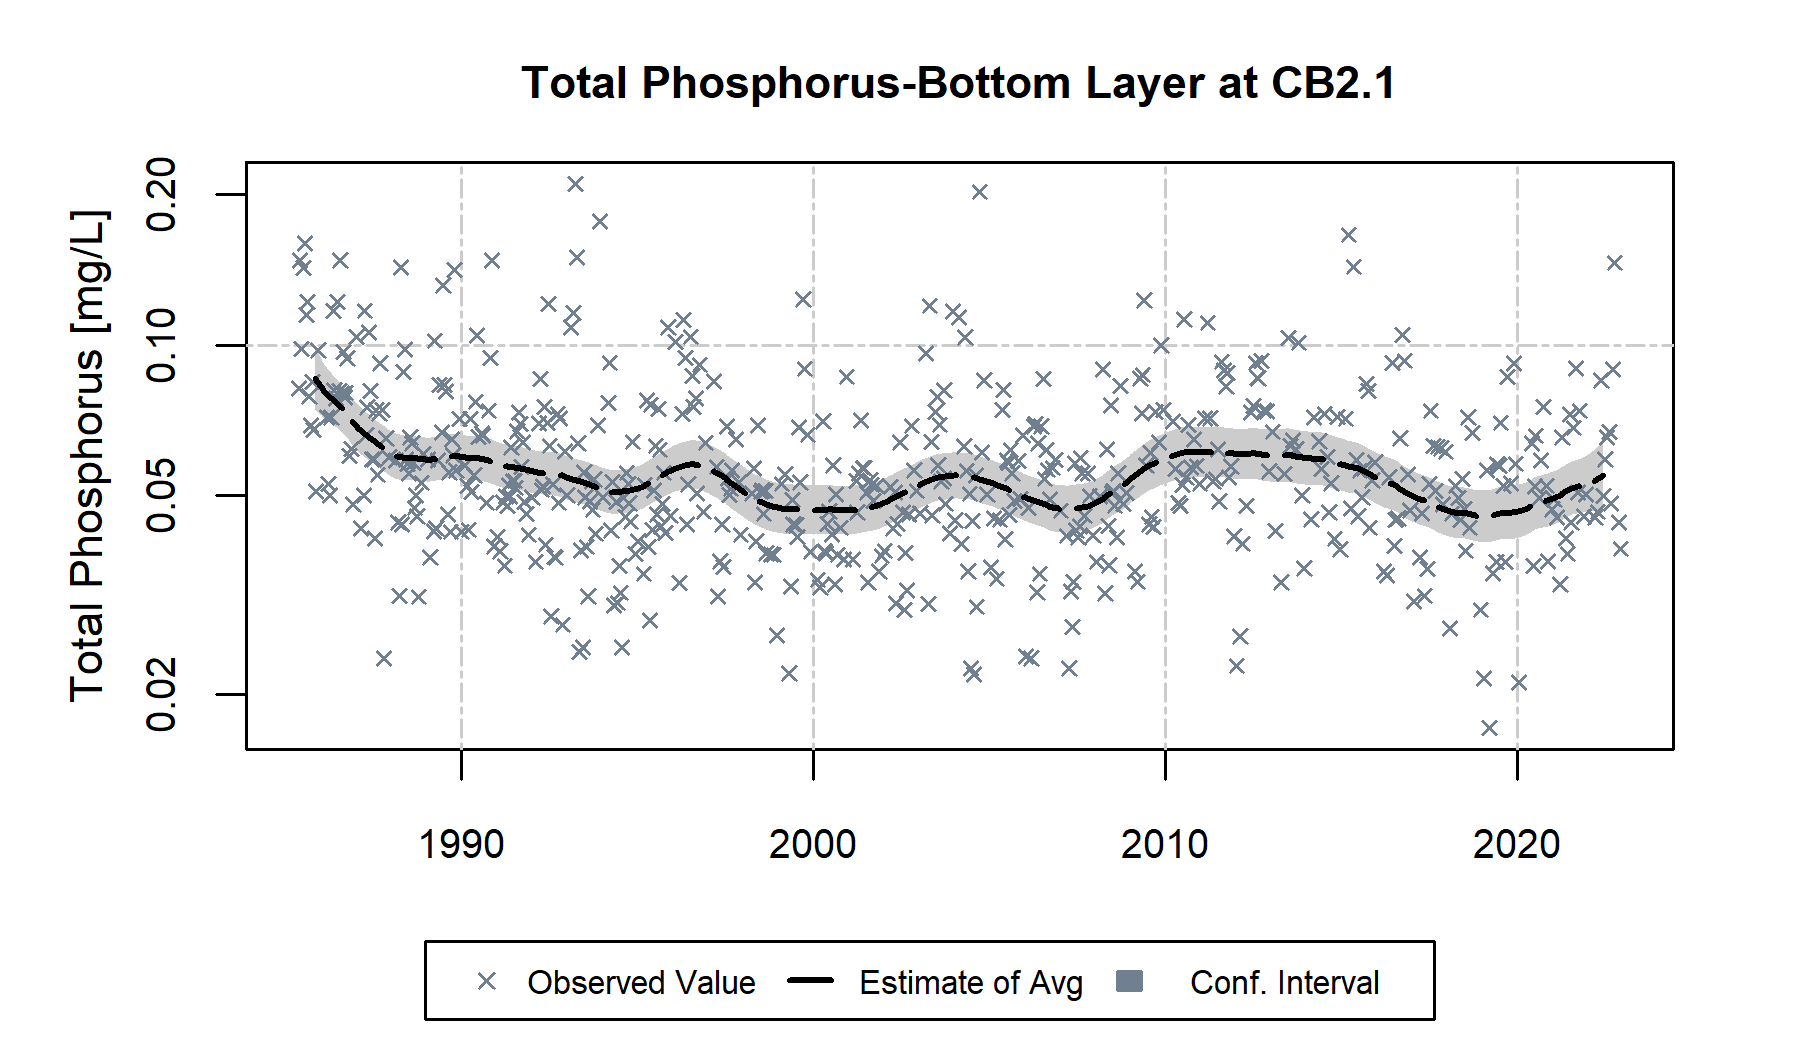 Total Phosphorus-Bottom Layer at CB2.1
Total Phosphorus [mg/L]
0.20
0.10
0.05
0.02
1990 2000 2010 2020
Observed Value Estimate of Avg Conf. Interval